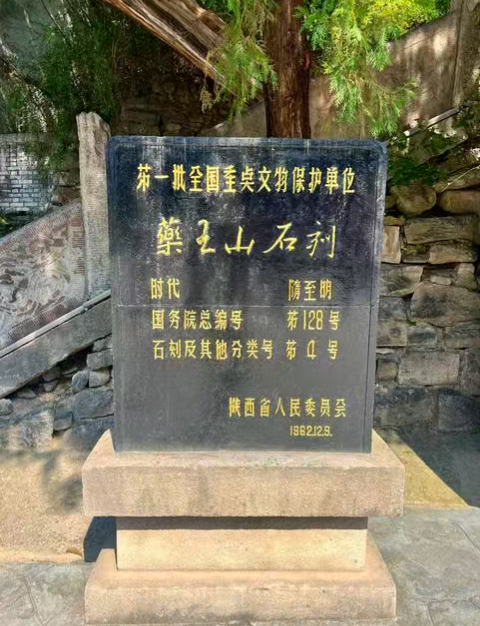 第一批全国重点文物保护单位
藥王山石刻
时代 隋至明
国务院总编号 第128号
石刻及其他分类号 第4号
陕西省人民委员会
1962.12.9.